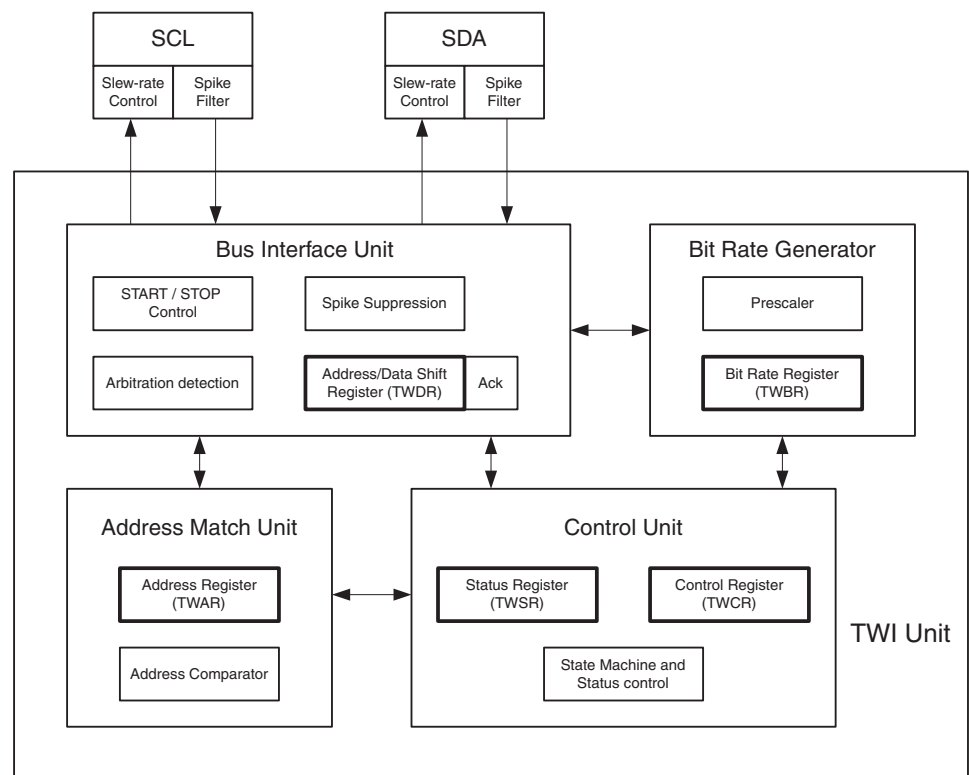 SCL
SDA
Slew-rate
Control
Spike
Filter
Slew-rate
Control
Spike
Filter
Bus Interface Unit
START / STOP
Control
Spike Suppression
Arbitration detection
Address/Data Shift
Register (TWDR)
Ack
Bit Rate Generator
Prescaler
Bit Rate Register
(TWBR)
Address Match Unit
Address Register
(TWAR)
Address Comparator
Control Unit
Status Register
(TWSR)
Control Register
(TWCR)
State Machine and
Status control
TWI Unit